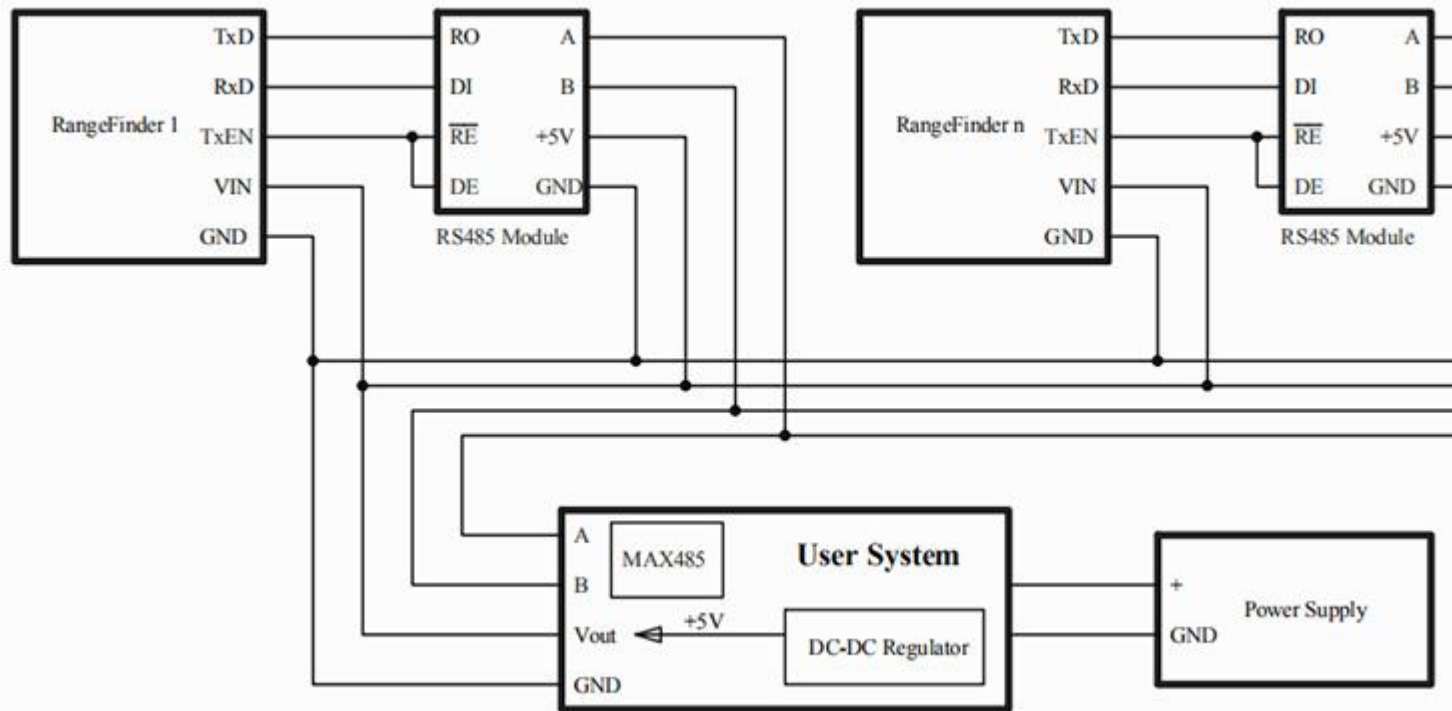 TxD
RxD
RangeFinder 1
TxEN
VIN
GND
RO
A
DI
B
RE
+5V
DE
GND
RS485 Module
TxD
RxD
RangeFinder n
TxEN
VIN
GND
RO
A
DI
B
RE
+5V
DE
GND
RS485 Module
A
MAX485
User System
B
Vout
+5V
DC-DC Regulator
GND
+
Power Supply
GND